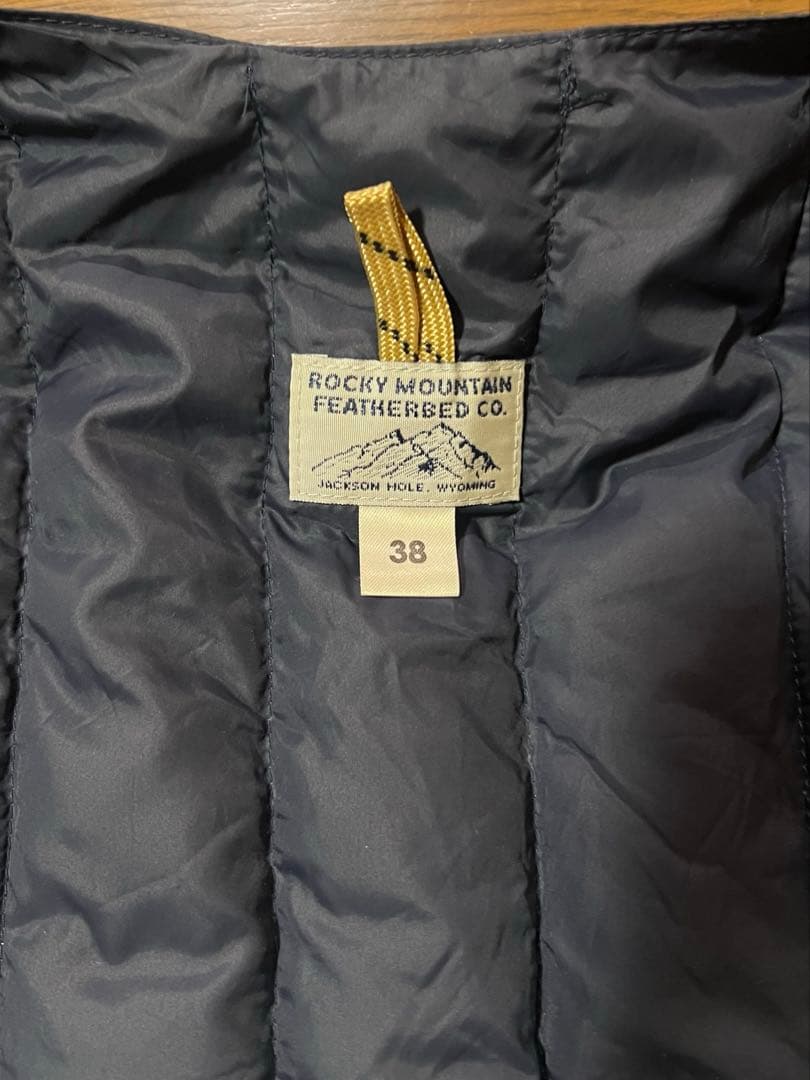 ROCKY MOUNTAIN
FEATHERBED CO.
JACKSON HOLE, WYOMING
38